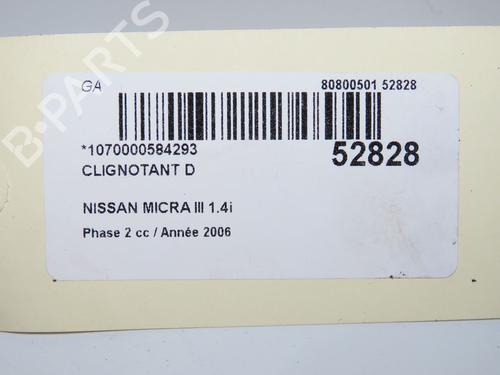 GA
80800501 52828
*1070000584293
52828
CLIGNOTANT D
NISSAN MICRA III 1.4i
Phase 2 cc / Année 2006
B-PARTS